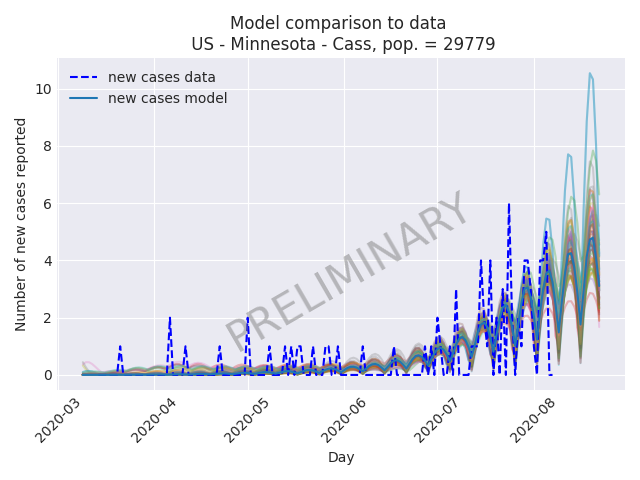 Model comparison to data
US - Minnesota - Cass, pop. = 29779
new cases data
new cases model
PRELIMINARY
Number of new cases reported
10
8
6
4
2
0
2020-03
2020-04
2020-05
2020-06
2020-07
2020-08
Day